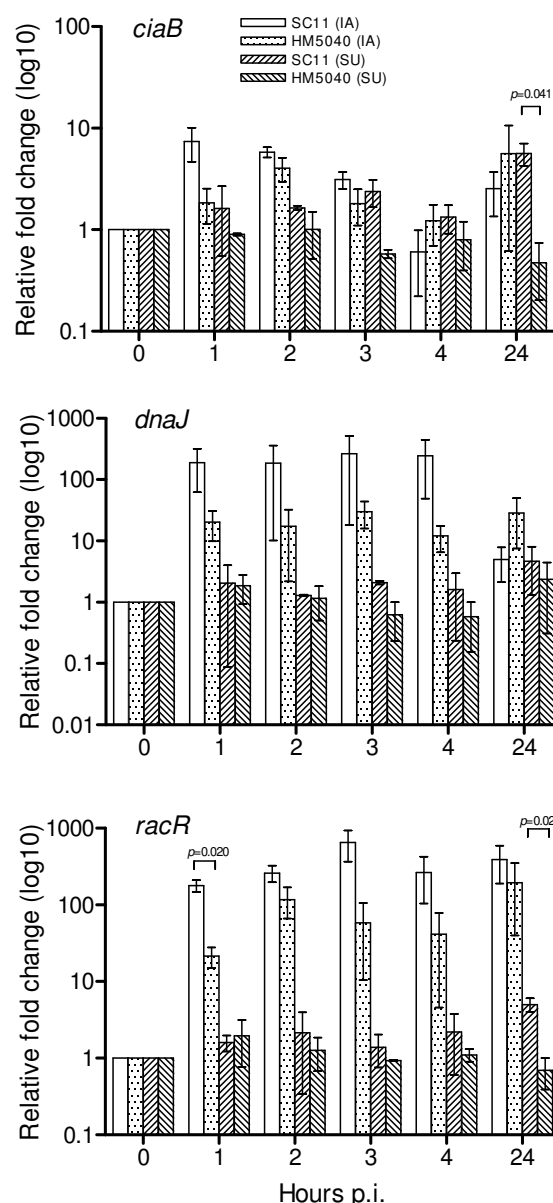 ciaB
SC11 (IA)
HM5040 (IA)
SC11 (SU)
HM5040 (SU)
Relative fold change (log10)
100
10
1
0.1
p=0.041
0 1 2 3 4 24
dnaJ
Relative fold change (log10)
1000
100
10
1
0.1
0.01
0 1 2 3 4 24
racR
Relative fold change (log10)
1000
100
10
1
0.1
p=0.020
p=0.02
0 1 2 3 4 24
Hours p.i.